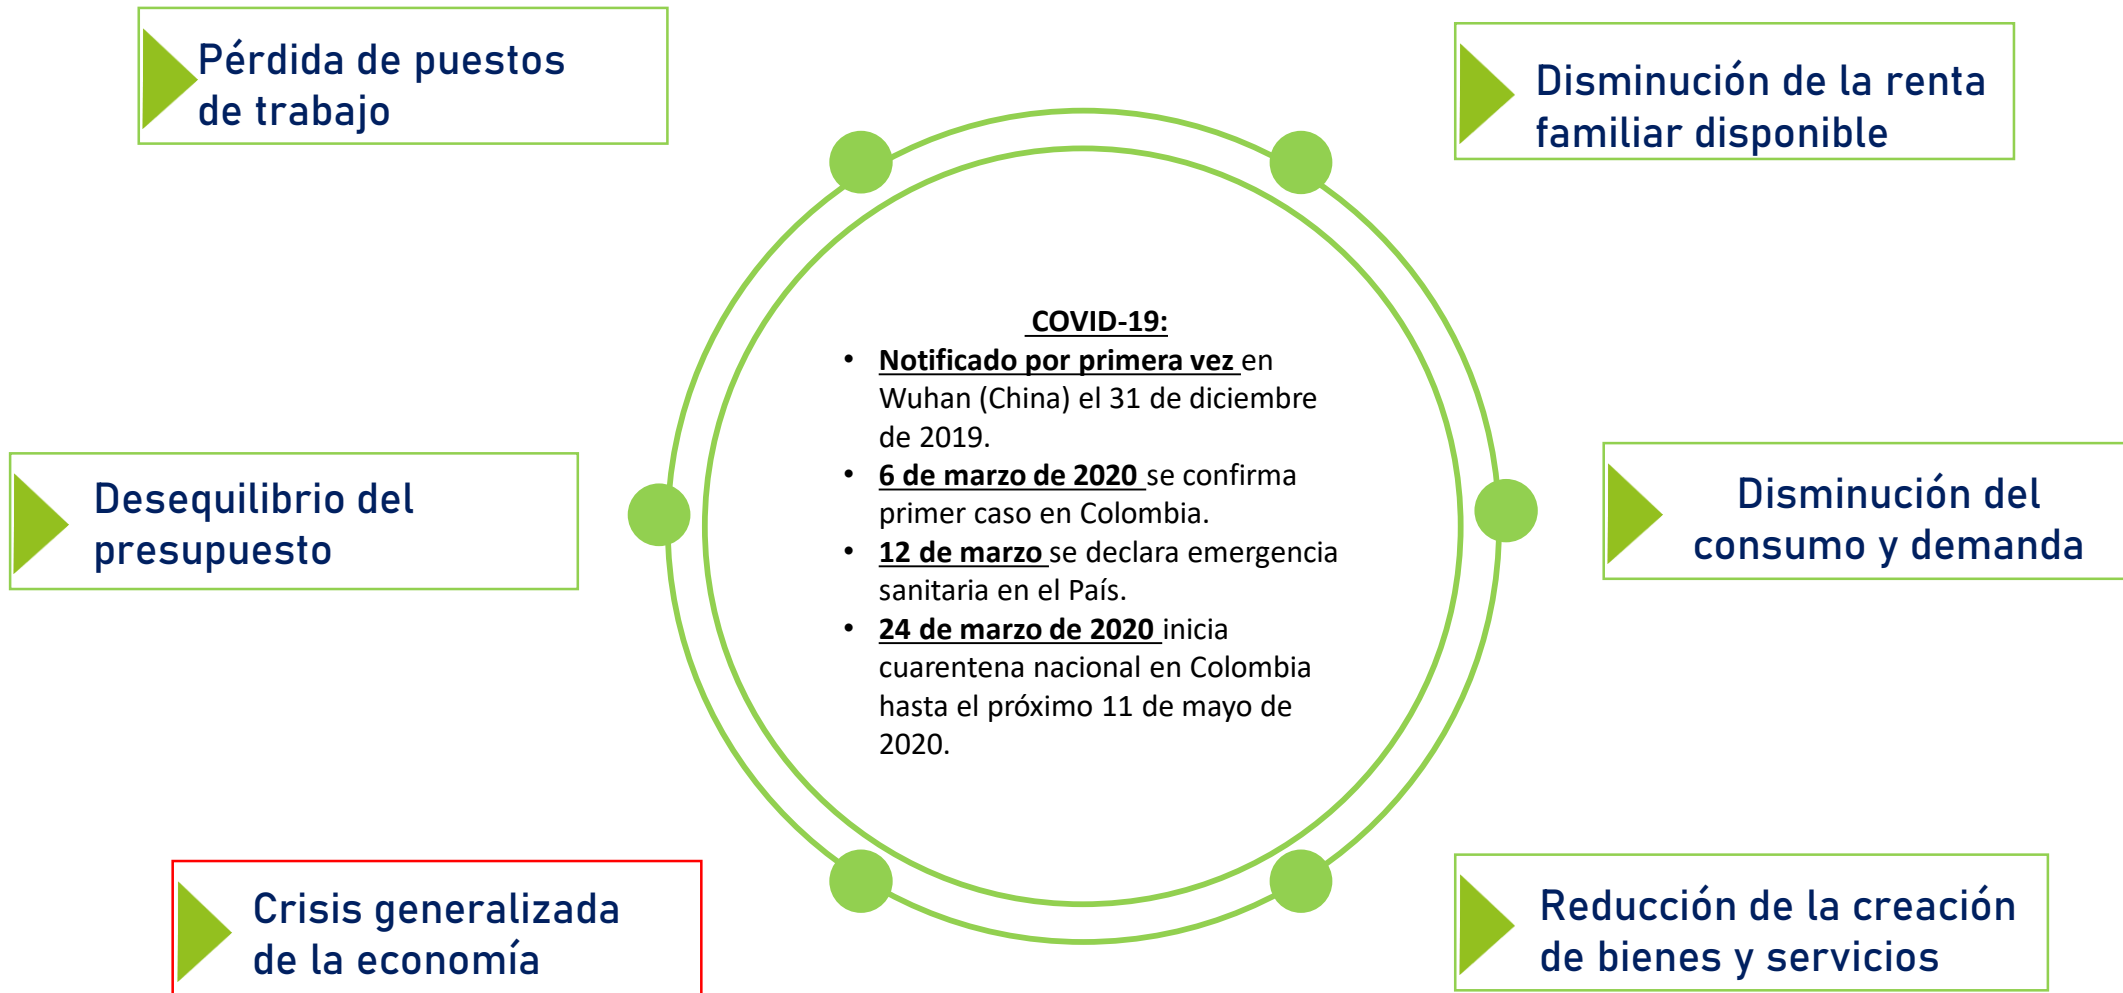 Pérdida de puestos
de trabajo
Disminución de la renta
familiar disponible
COVID-19:
• Notificado por primera vez en
Wuhan (China) el 31 de diciembre
de 2019.
• 6 de marzo de 2020 se confirma
primer caso en Colombia.
• 12 de marzo se declara emergencia
sanitaria en el País.
• 24 de marzo de 2020 inicia
cuarentena nacional en Colombia
hasta el próximo 11 de mayo de
2020.
Desequilibrio del
presupuesto
Disminución del
consumo y demanda
Crisis generalizada
de la economía
Reducción de la creación
de bienes y servicios